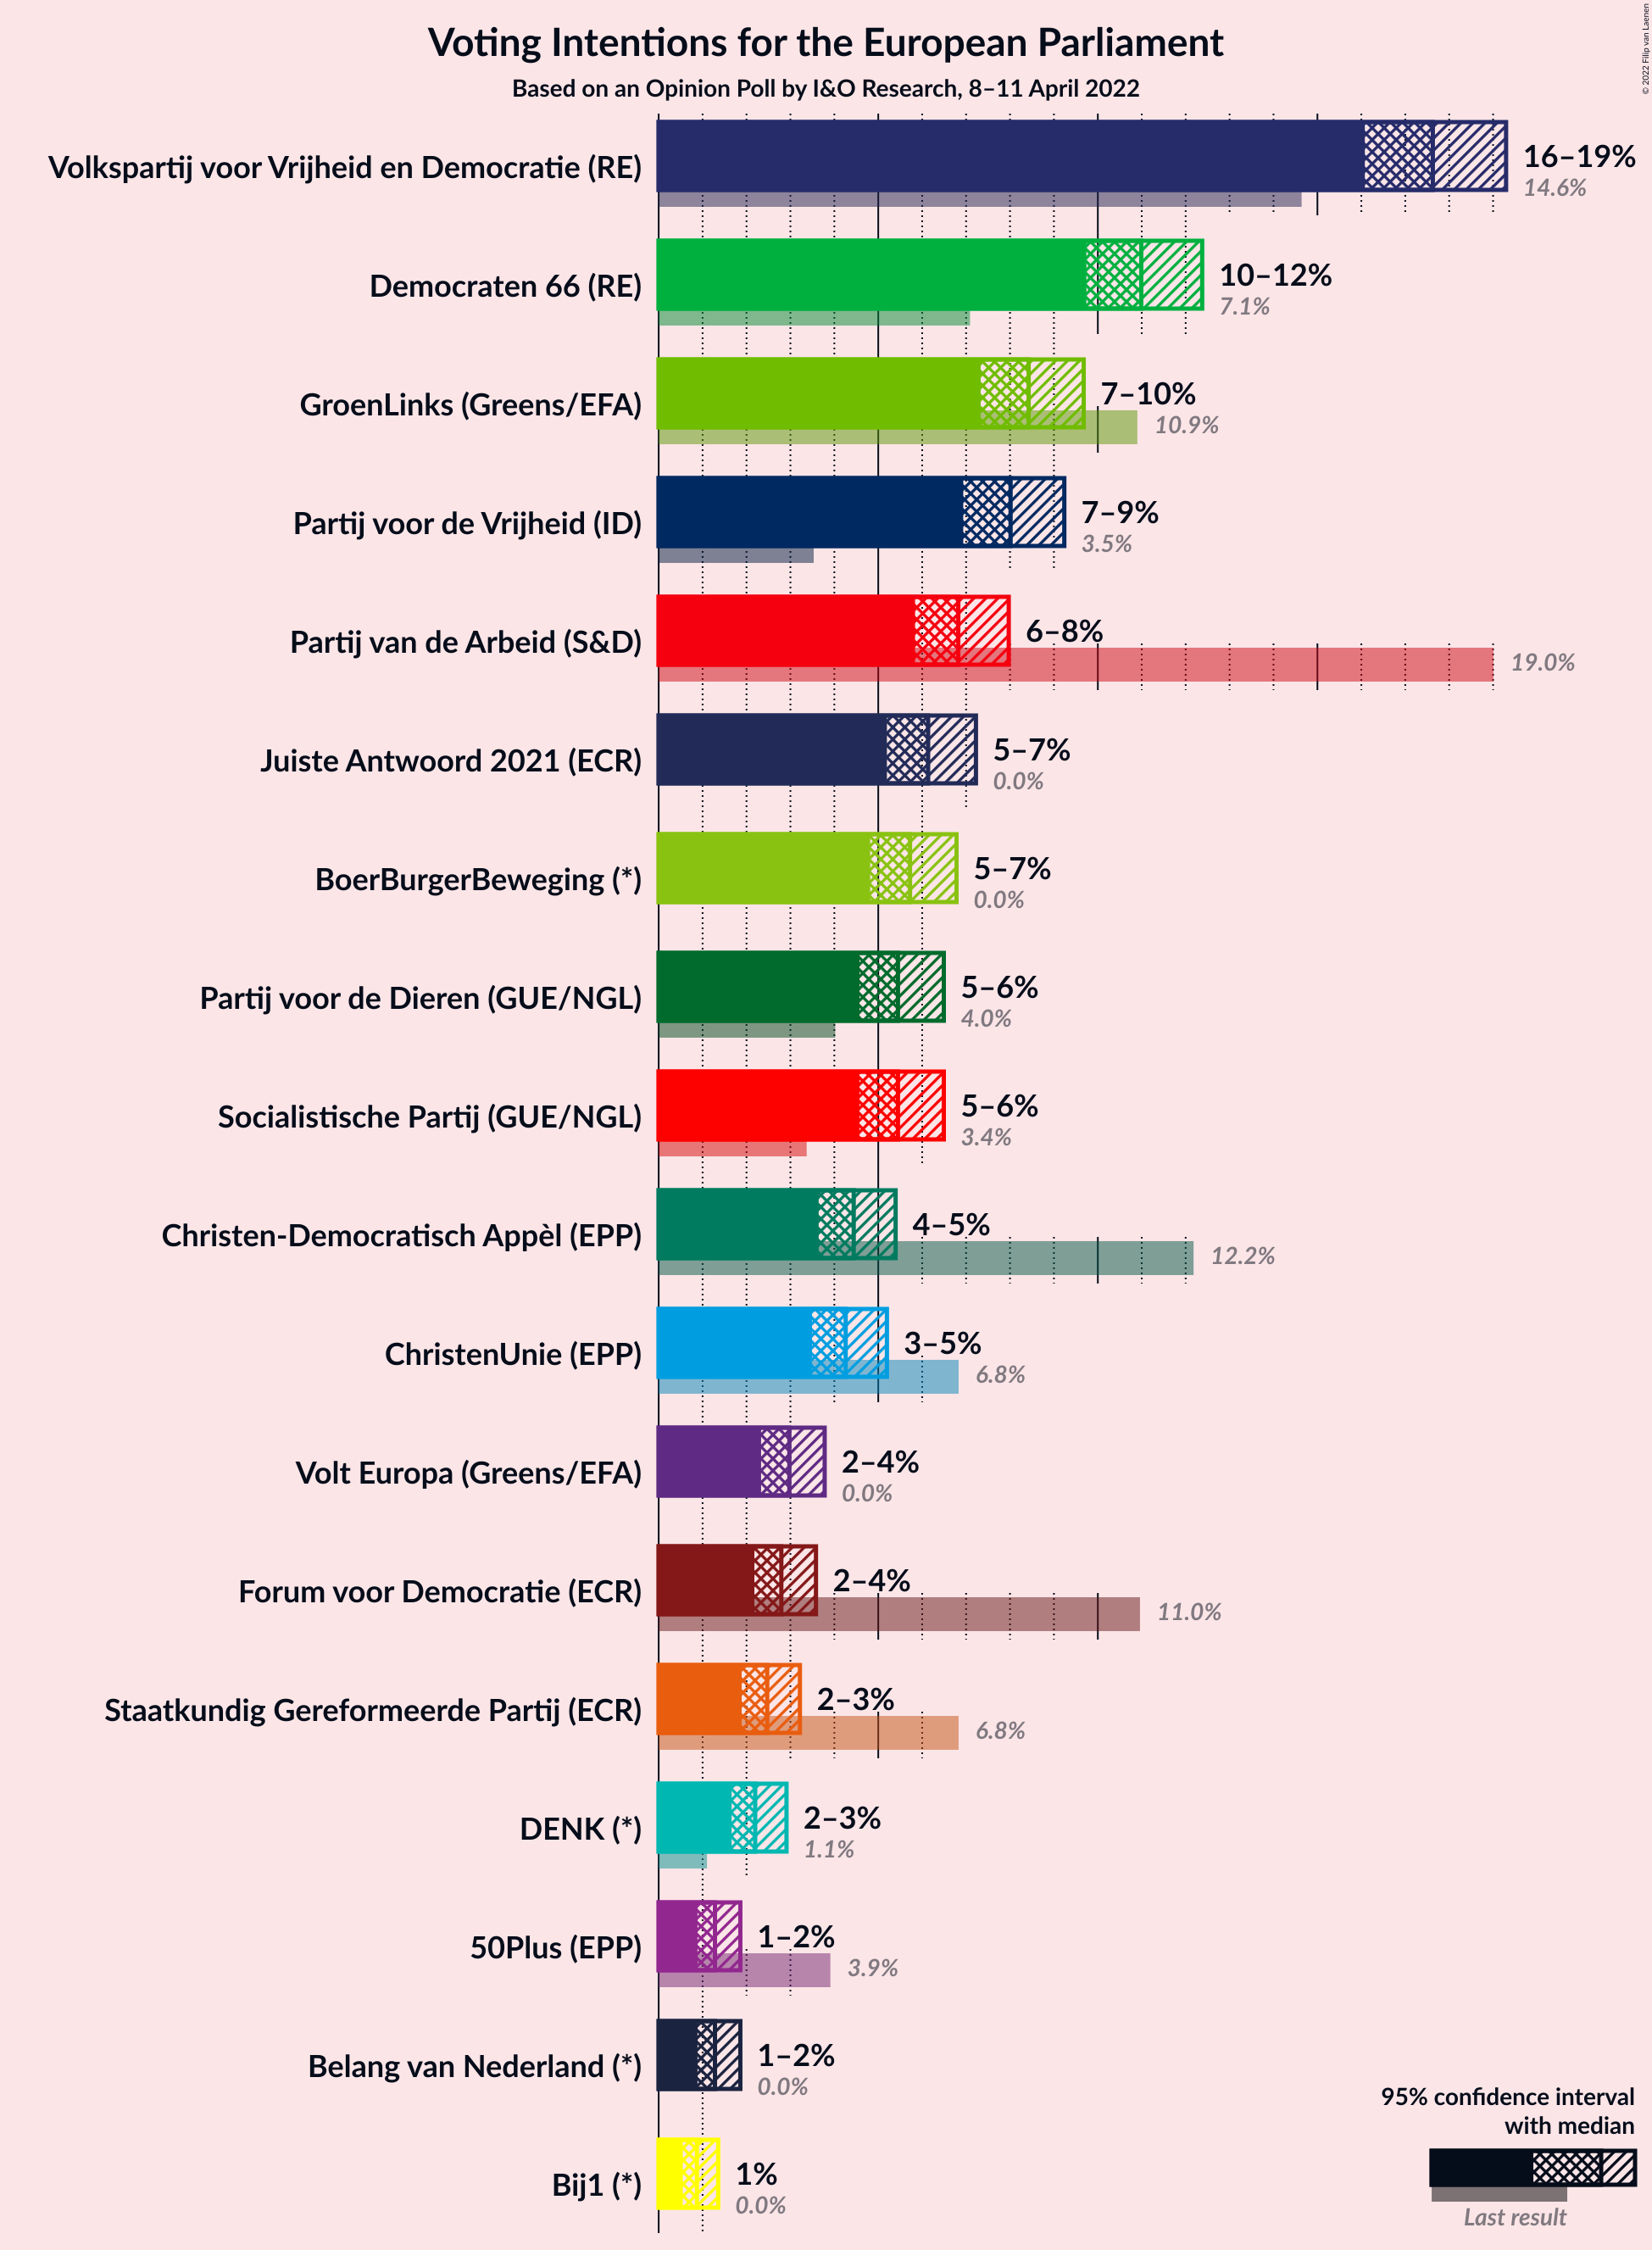 Voting Intentions for the European Parliament
Based on an Opinion Poll by I&O Research, 8–11 April 2022
© 2022 Filip van Laenen
Volkspartij voor Vrijheid en Democratie (RE)
16–19%
14.6%
Democraten 66 (RE)
10–12%
7.1%
GroenLinks (Greens/EFA)
7–10%
10.9%
Partij voor de Vrijheid (ID)
7–9%
3.5%
Partij van de Arbeid (S&D)
6–8%
19.0%
Juiste Antwoord 2021 (ECR)
5–7%
0.0%
BoerBurgerBeweging (*)
5–7%
0.0%
Partij voor de Dieren (GUE/NGL)
5–6%
4.0%
Socialistische Partij (GUE/NGL)
5–6%
3.4%
Christen-Democratisch Appèl (EPP)
4–5%
12.2%
ChristenUnie (EPP)
3–5%
6.8%
Volt Europa (Greens/EFA)
2–4%
0.0%
Forum voor Democratie (ECR)
2–4%
11.0%
Staatkundig Gereformeerde Partij (ECR)
2–3%
6.8%
DENK (*)
2–3%
1.1%
50Plus (EPP)
1–2%
3.9%
Belang van Nederland (*)
1–2%
0.0%
Bij1 (*)
1%
0.0%
95% confidence interval
with median
Last result